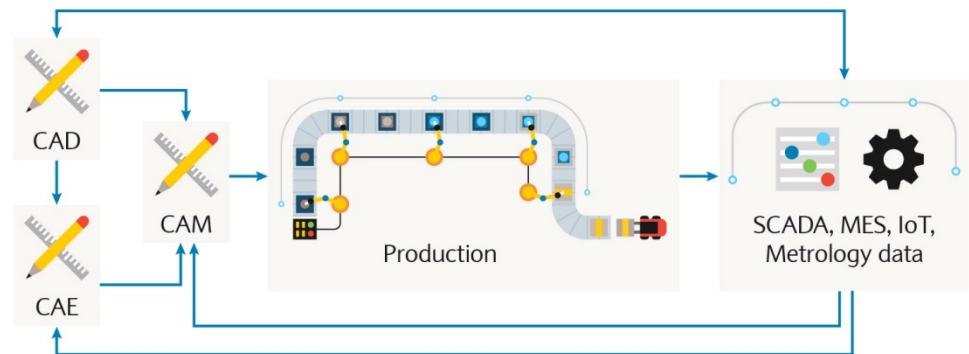 CAD
CAE
CAM
Production
SCADA, MES, IoT,
Metrology data